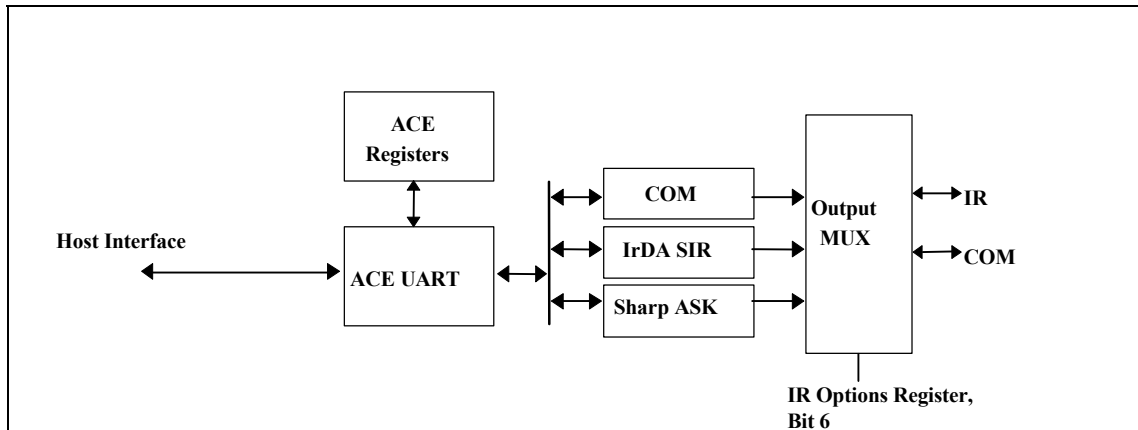 ACE
Registers
Host Interface
ACE UART
COM
IrDA SIR
Sharp ASK
Output
MUX
IR
COM
IR Options Register,
Bit 6